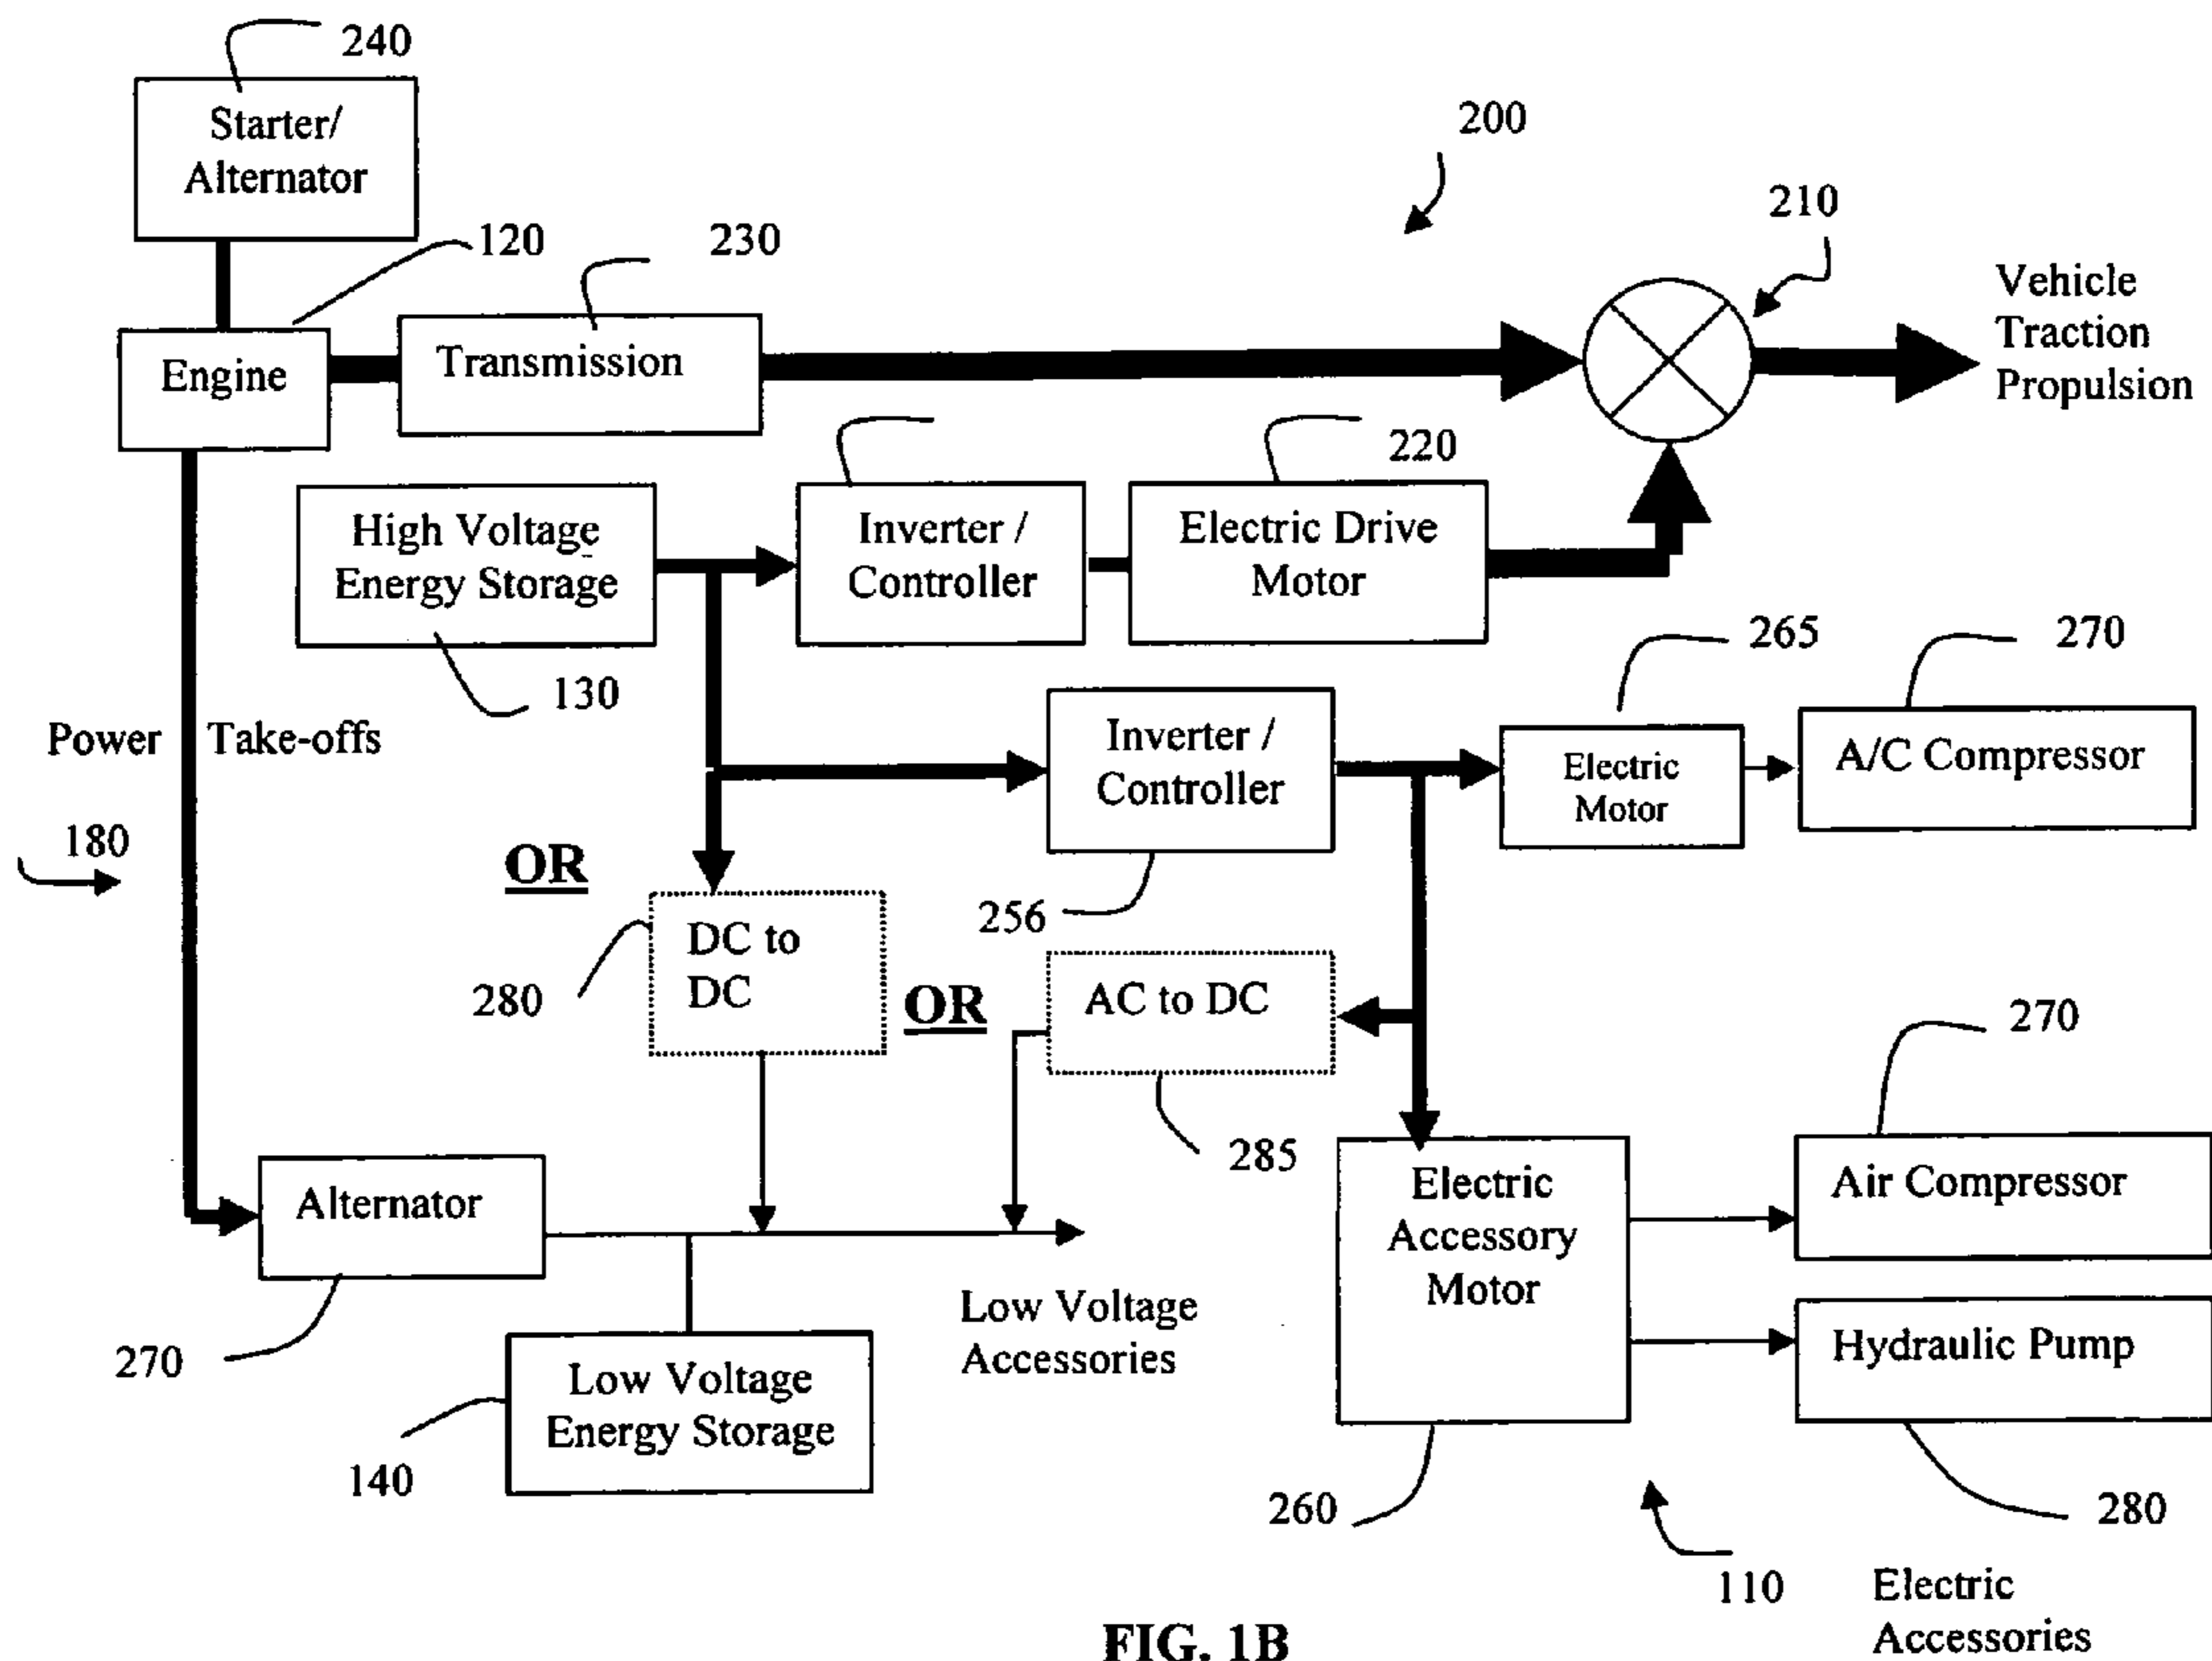 240
Starter/
Alternator
200
210
120
230
Vehicle
Traction
Propulsion
Engine
Transmission
220
High Voltage
Energy Storage
Inverter /
Controller
Electric Drive
Motor
265
270
130
Power Take-offs
Inverter /
Controller
Electric
Motor
A/C Compressor
180
OR
256
DC to
DC
280
OR
AC to DC
270
285
Alternator
Electric
Accessory
Motor
Air Compressor
Low Voltage
Accessories
Hydraulic Pump
270
Low Voltage
Energy Storage
140
260
280
110
Electric
Accessories
FIG. 1B